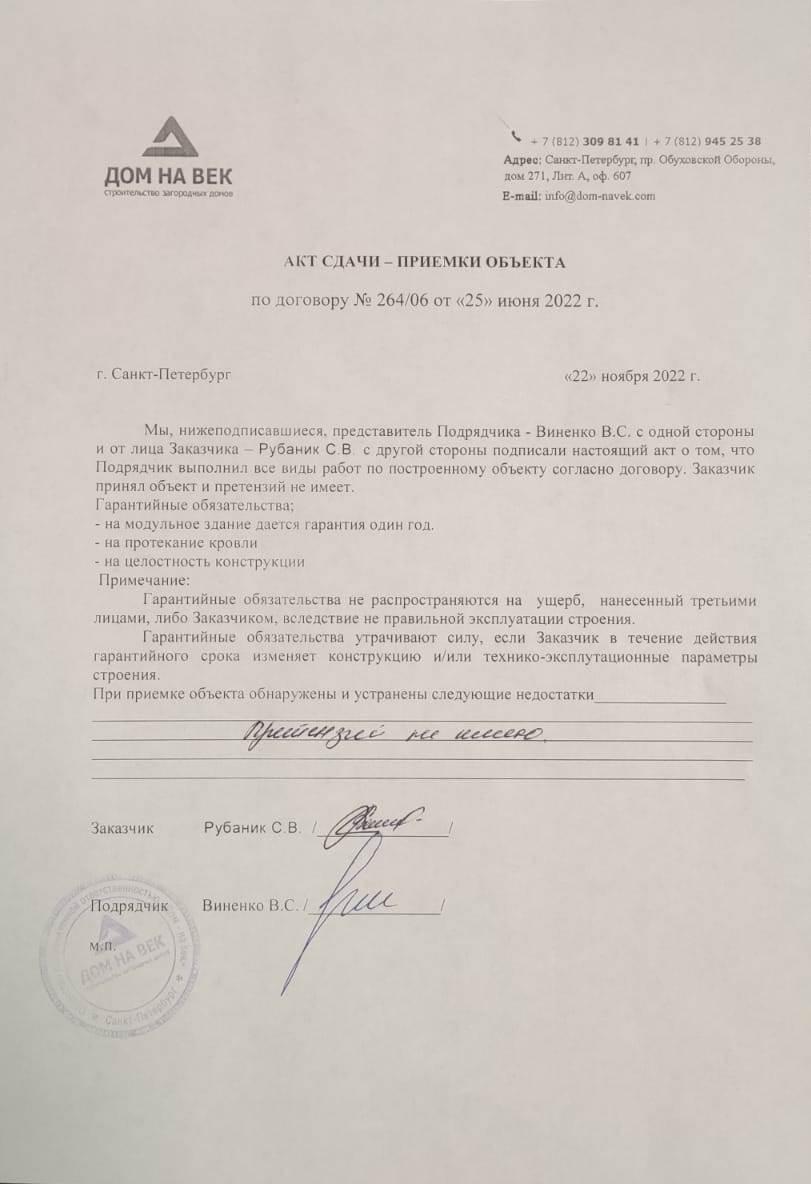 ДОМ НА ВЕК
строительство загородных домов
+ 7 (812) 309 81 41 | + 7 (812) 945 25 38
Адрес: Санкт-Петербург, пр. Обуховской Обороны,
дом 271, Лит. А, оф. 607
E-mail: info@dom-navek.com
АКТ СДАЧИ – ПРИЕМКИ ОБЪЕКТА
по договору № 264/06 от «25» июня 2022 г.
г. Санкт-Петербург «22» ноября 2022 г.
Мы, нижеподписавшиеся, представитель Подрядчика - Виненко В.С. с одной стороны
и от лица Заказчика – Рубаник С.В. с другой стороны подписали настоящий акт о том, что
Подрядчик выполнил все виды работ по построенному объекту согласно договору. Заказчик
принял объект и претензий не имеет.
Гарантийные обязательства;
- на модульное здание дается гарантия один год.
- на протекание кровли
- на целостность конструкции
Примечание:
Гарантийные обязательства не распространяются на ущерб, нанесенный третьими
лицами, либо Заказчиком, вследствие не правильной эксплуатации строения.
Гарантийные обязательства утрачивают силу, если Заказчик в течение действия
гарантийного срока изменяет конструкцию и/или технико-эксплутационные параметры
строения.
При приемке объекта обнаружены и устранены следующие недостатки
Притензий не имею.
Заказчик Рубаник С.В. / /
Подрядчик Виненко В.С. / /
м.п.
ДОМ НА ВЕК
Санкт-Петербург